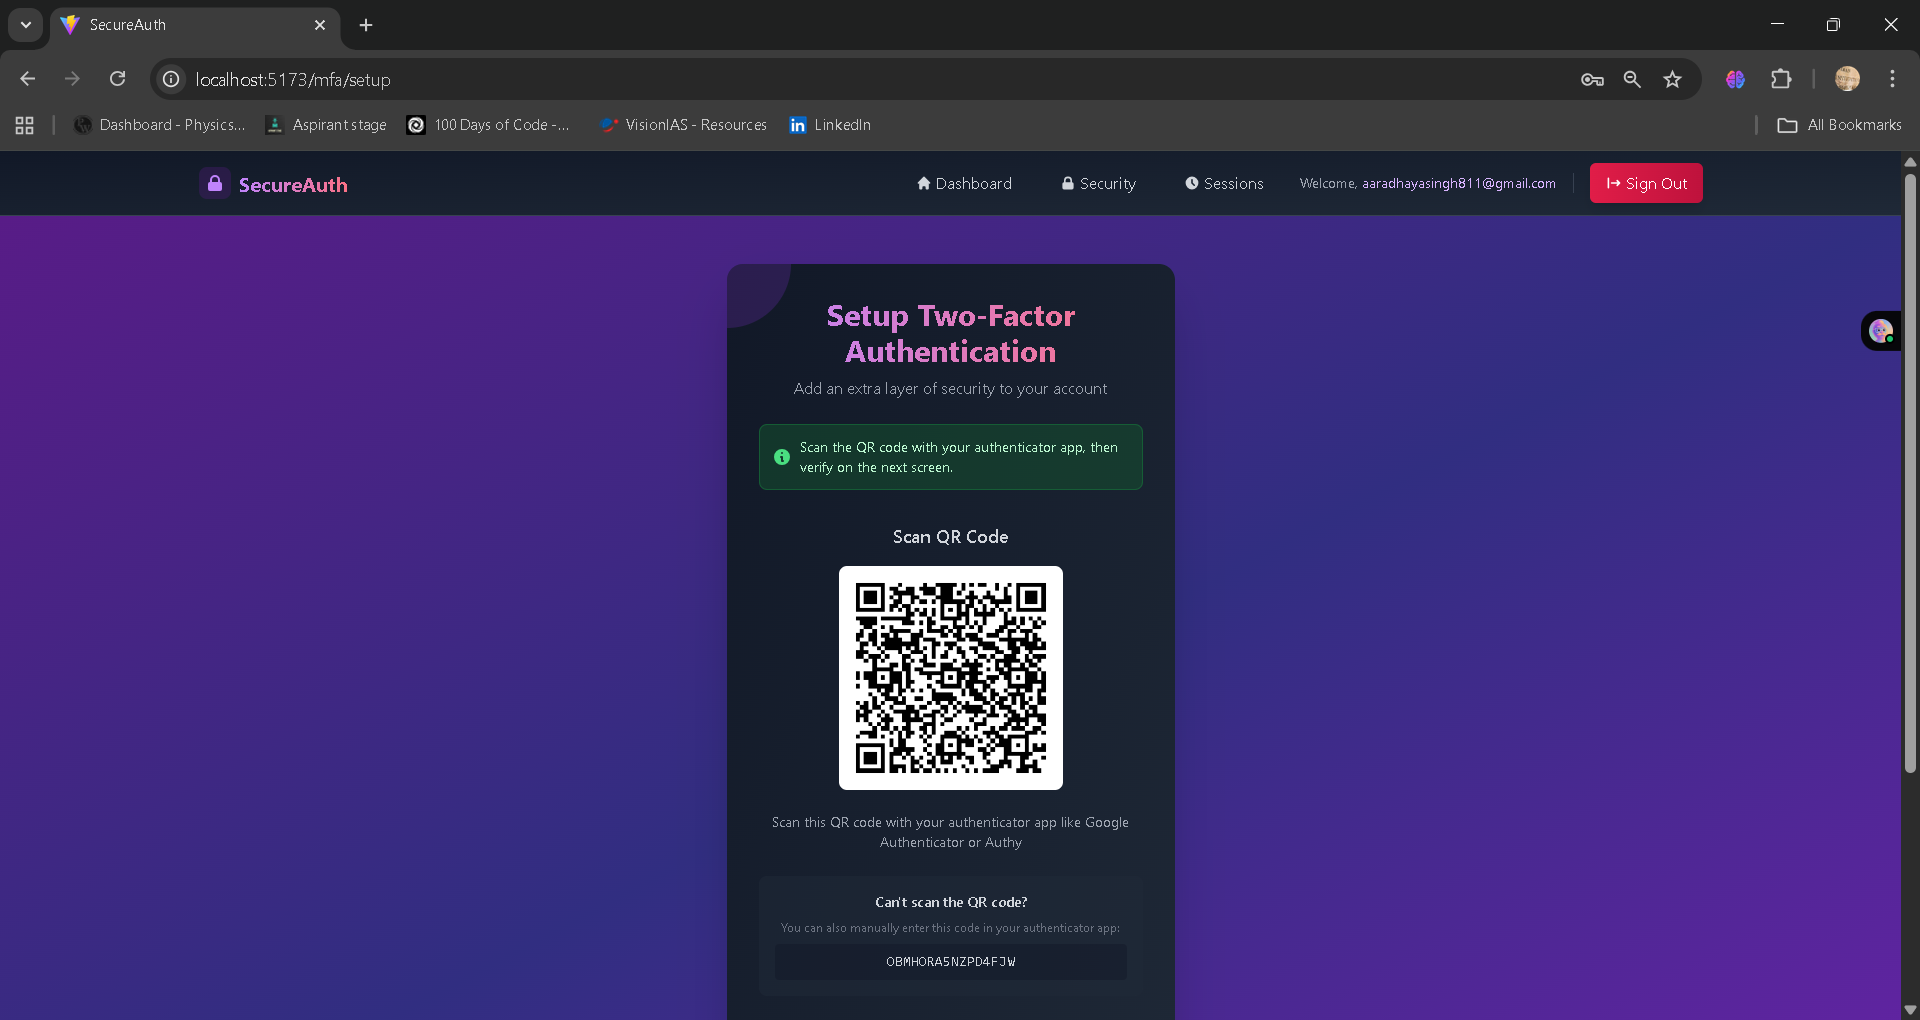 SecureAuth
localhost:5173/mfa/setup
Dashboard - Physics...
Aspirant stage
100 Days of Code -...
VisionIAS - Resources
in LinkedIn
All Bookmarks
SecureAuth
Dashboard
Security
Sessions
Welcome, aaradhayasingh811@gmail.com
Sign Out
Setup Two-Factor
Authentication
Add an extra layer of security to your account
Scan the QR code with your authenticator app, then
verify on the next screen.
Scan QR Code
Scan this QR code with your authenticator app like Google
Authenticator or Authy
Can't scan the QR code?
You can also manually enter this code in your authenticator app:
OBMHORA5NZPD4FJW